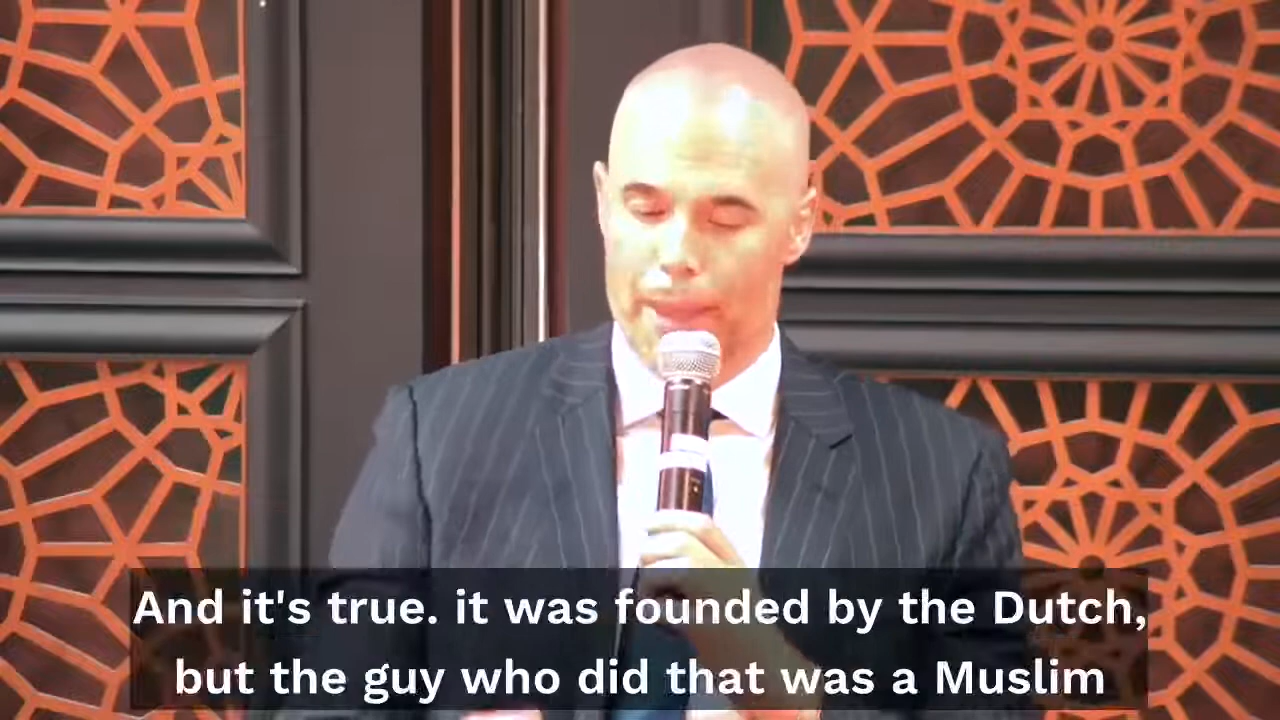 And it's true. it was founded by the Dutch,
but the guy who did that was a Muslim